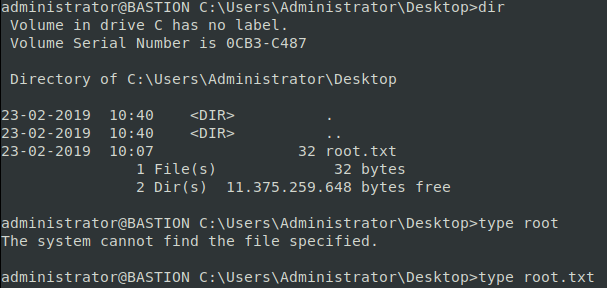 administrator@BASTION C:\Users\Administrator\Desktop>dir
Volume in drive C has no label.
Volume Serial Number is 0CB3-C487
Directory of C:\Users\Administrator\Desktop
23-02-2019  10:40    <DIR>          .
23-02-2019  10:40    <DIR>          ..
23-02-2019  10:07                32 root.txt
1 File(s)             32 bytes
2 Dir(s)  11.375.259.648 bytes free
administrator@BASTION C:\Users\Administrator\Desktop>type root
The system cannot find the file specified.
administrator@BASTION C:\Users\Administrator\Desktop>type root.txt